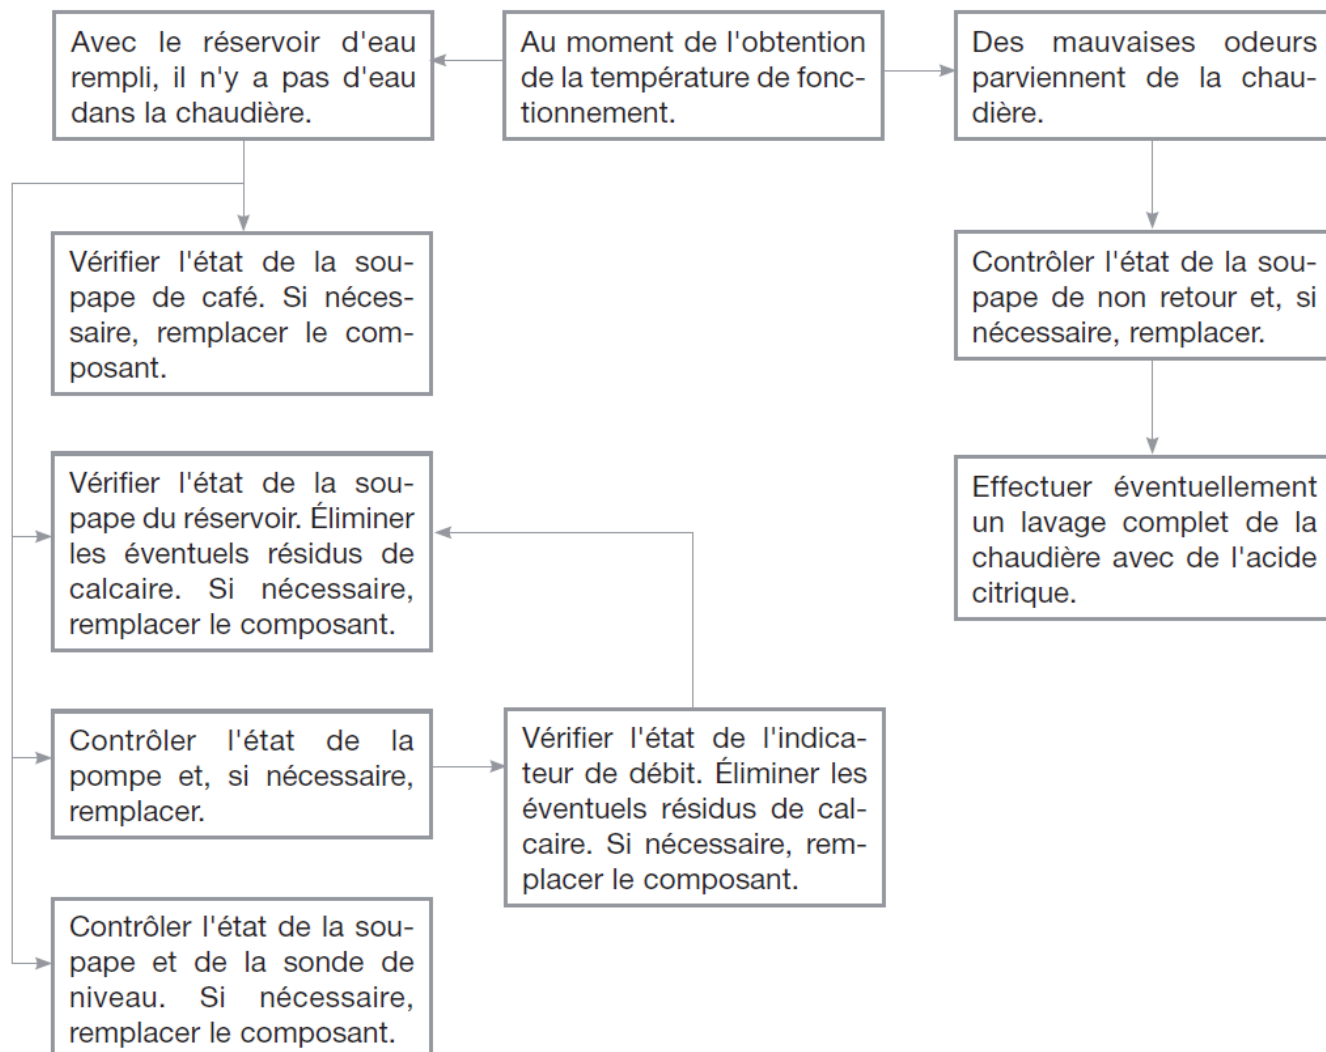 Avec le réservoir d'eau
rempli, il n'y a pas d'eau
dans la chaudière.
Au moment de l'obtention
de la température de fonc-
tionnement.
Des mauvaises odeurs
parviennent de la chau-
dière.
Vérifier l'état de la sou-
pape de café. Si néces-
saire, remplacer le com-
posant.
Contrôler l'état de la sou-
pape de non retour et, si
nécessaire, remplacer.
Vérifier l'état de la sou-
pape du réservoir. Éliminer
les éventuels résidus de
calcaire. Si nécessaire,
remplacer le composant.
Effectuer éventuellement
un lavage complet de la
chaudière avec de l'acide
citrique.
Contrôler l'état de la
pompe et, si nécessaire,
remplacer.
Vérifier l'état de l'indica-
teur de débit. Éliminer les
éventuels résidus de cal-
caire. Si nécessaire, rem-
placer le composant.
Contrôler l'état de la sou-
pape et de la sonde de
niveau. Si nécessaire,
remplacer le composant.